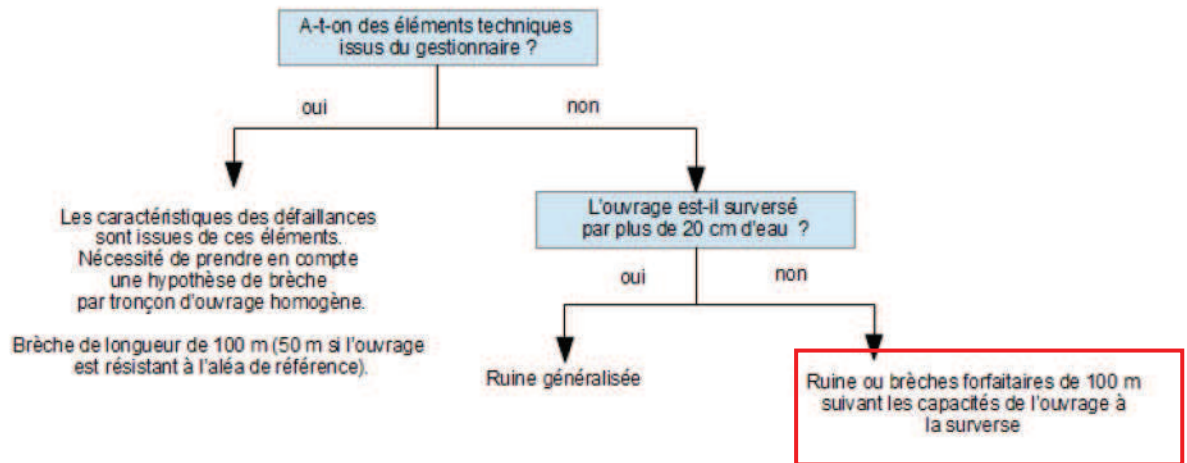 A-t-on des éléments techniques
issus du gestionnaire ?
oui
non
Les caractéristiques des défaillances
sont issues de ces éléments.
Nécessité de prendre en compte
une hypothèse de brèche
par tronçon d'ouvrage homogène.
Brèche de longueur de 100 m (50 m si l'ouvrage
est résistant à l'aléa de référence).
L'ouvrage est-il surversé
par plus de 20 cm d'eau ?
oui
non
Ruine généralisée
Ruine ou brèches forfaitaires de 100 m
suivant les capacités de l'ouvrage à
la surverse